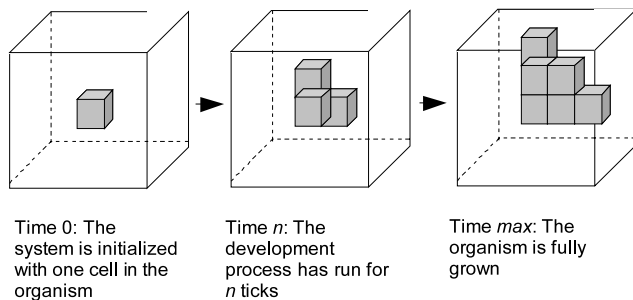 Time 0: The
system is initialized
with one cell in the
organism
Time n: The
development
process has run for
n ticks
Time max: The
organism is fully
grown